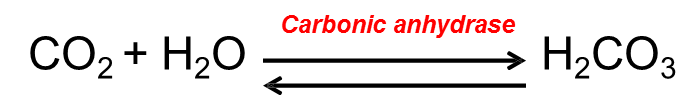 Carbonic anhydrase
CO₂ + H₂O H₂CO₃